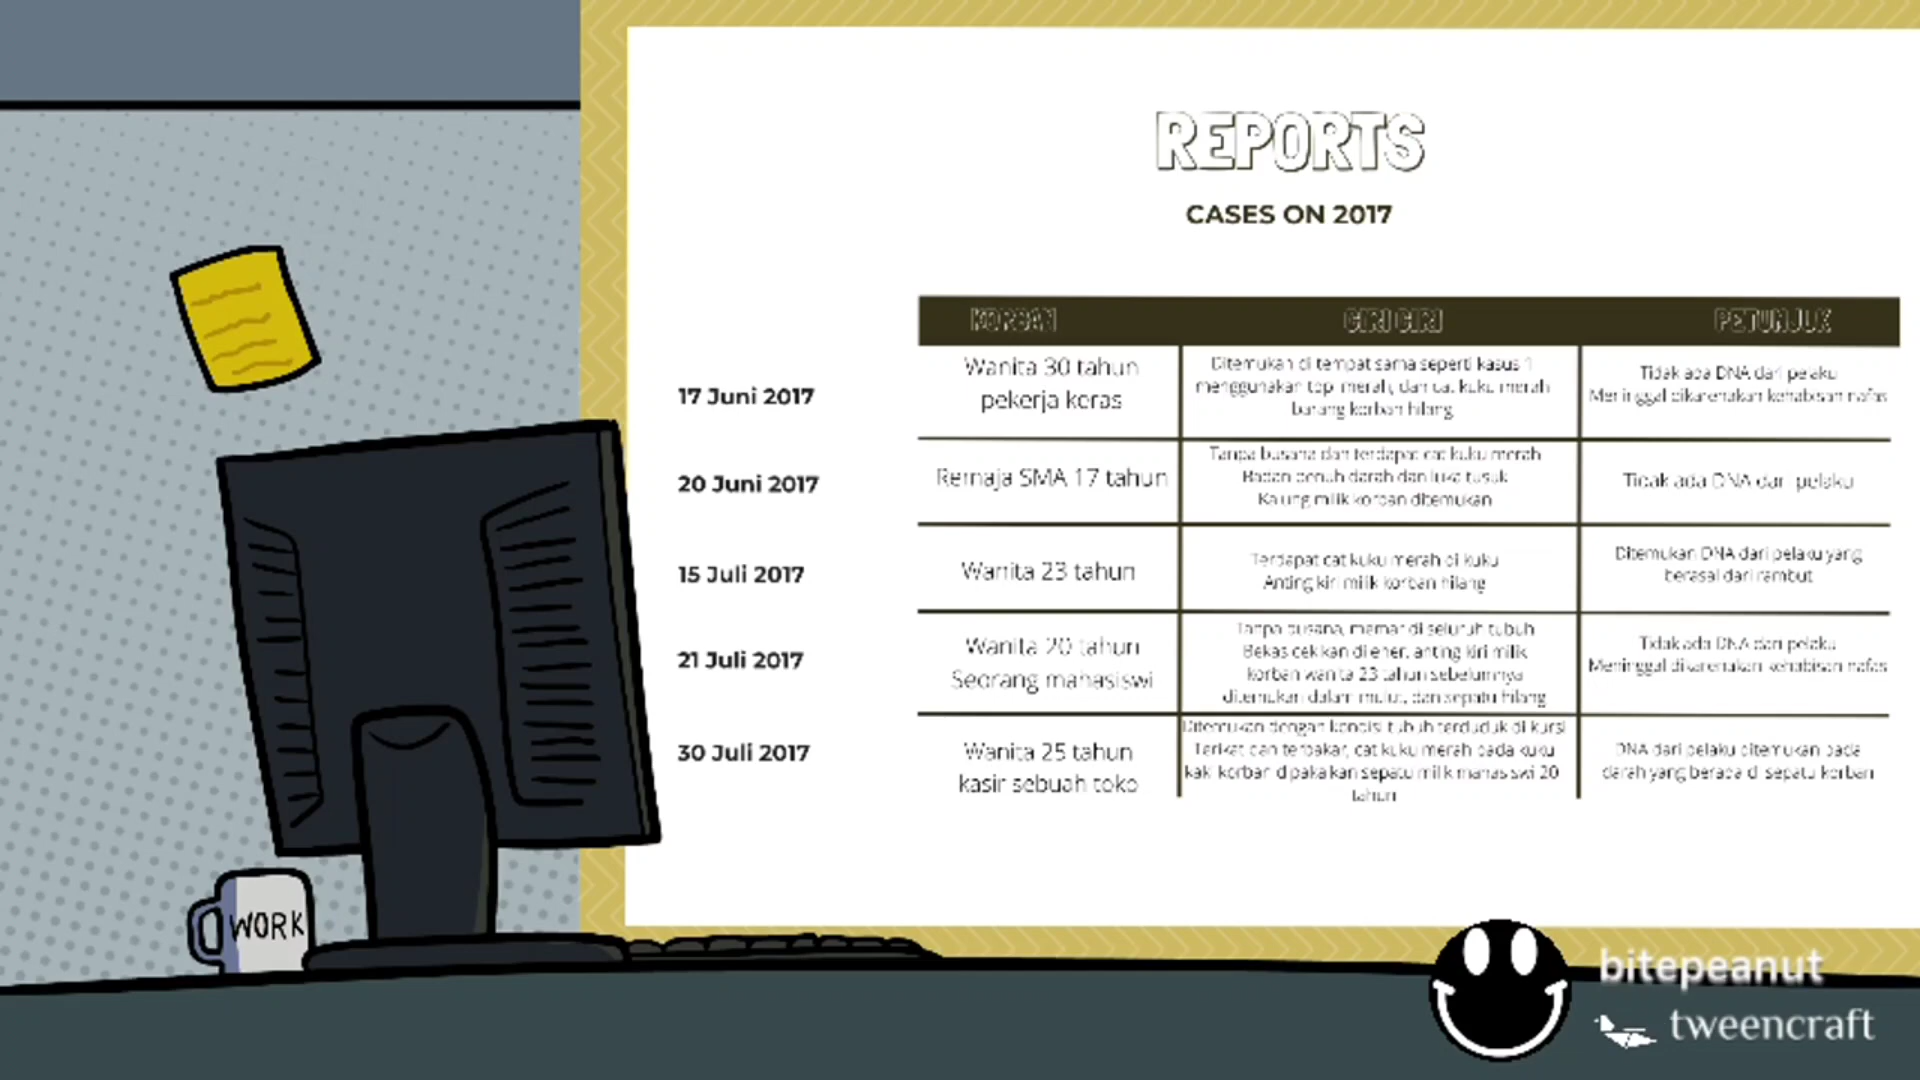 REPORTS
CASES ON 2017
KORBAN
CIRI CIRI
PETUNJUK
17 Juni 2017
Wanita 30 tahun
pekerja keras
Ditemukan di tempat sama seperti kasus 1
menggunakan topi merah, dan cat kuku merah
barang korban hilang
Tidak ada DNA dari pelaku
Meninggal dikarenakan kehabisan nafas
20 Juni 2017
Remaja SMA 17 tahun
Tanpa busana dan terdapat cat kuku merah
Badan penuh darah dan luka tusuk
Kalung milik korban ditemukan
Tidak ada DNA dari pelaku
15 Juli 2017
Wanita 23 tahun
Terdapat cat kuku merah di kuku
Anting kiri milik korban hilang
Ditemukan DNA dari pelaku yang
berasal dari rambut
21 Juli 2017
Wanita 20 tahun
Seorang mahasiswi
Tanpa busana, memar di seluruh tubuh
Bekas cekikan di leher, anting kiri milik
korban wanita 23 tahun sebelumnya
ditemukan dalam mulut, dan sepatu hilang
Tidak ada DNA dari pelaku
Meninggal dikarenakan kehabisan nafas
30 Juli 2017
Wanita 25 tahun
kasir sebuah toko
Ditemukan dengan kondisi tubuh terduduk di kursi
Terikat dan terbakar, cat kuku merah pada kuku
kaki korban dipakaikan sepatu milik mahasiswi 20
tahun
DNA dari pelaku ditemukan pada
darah yang berada di sepatu korban
WORK
bitepeanut
tweencraft